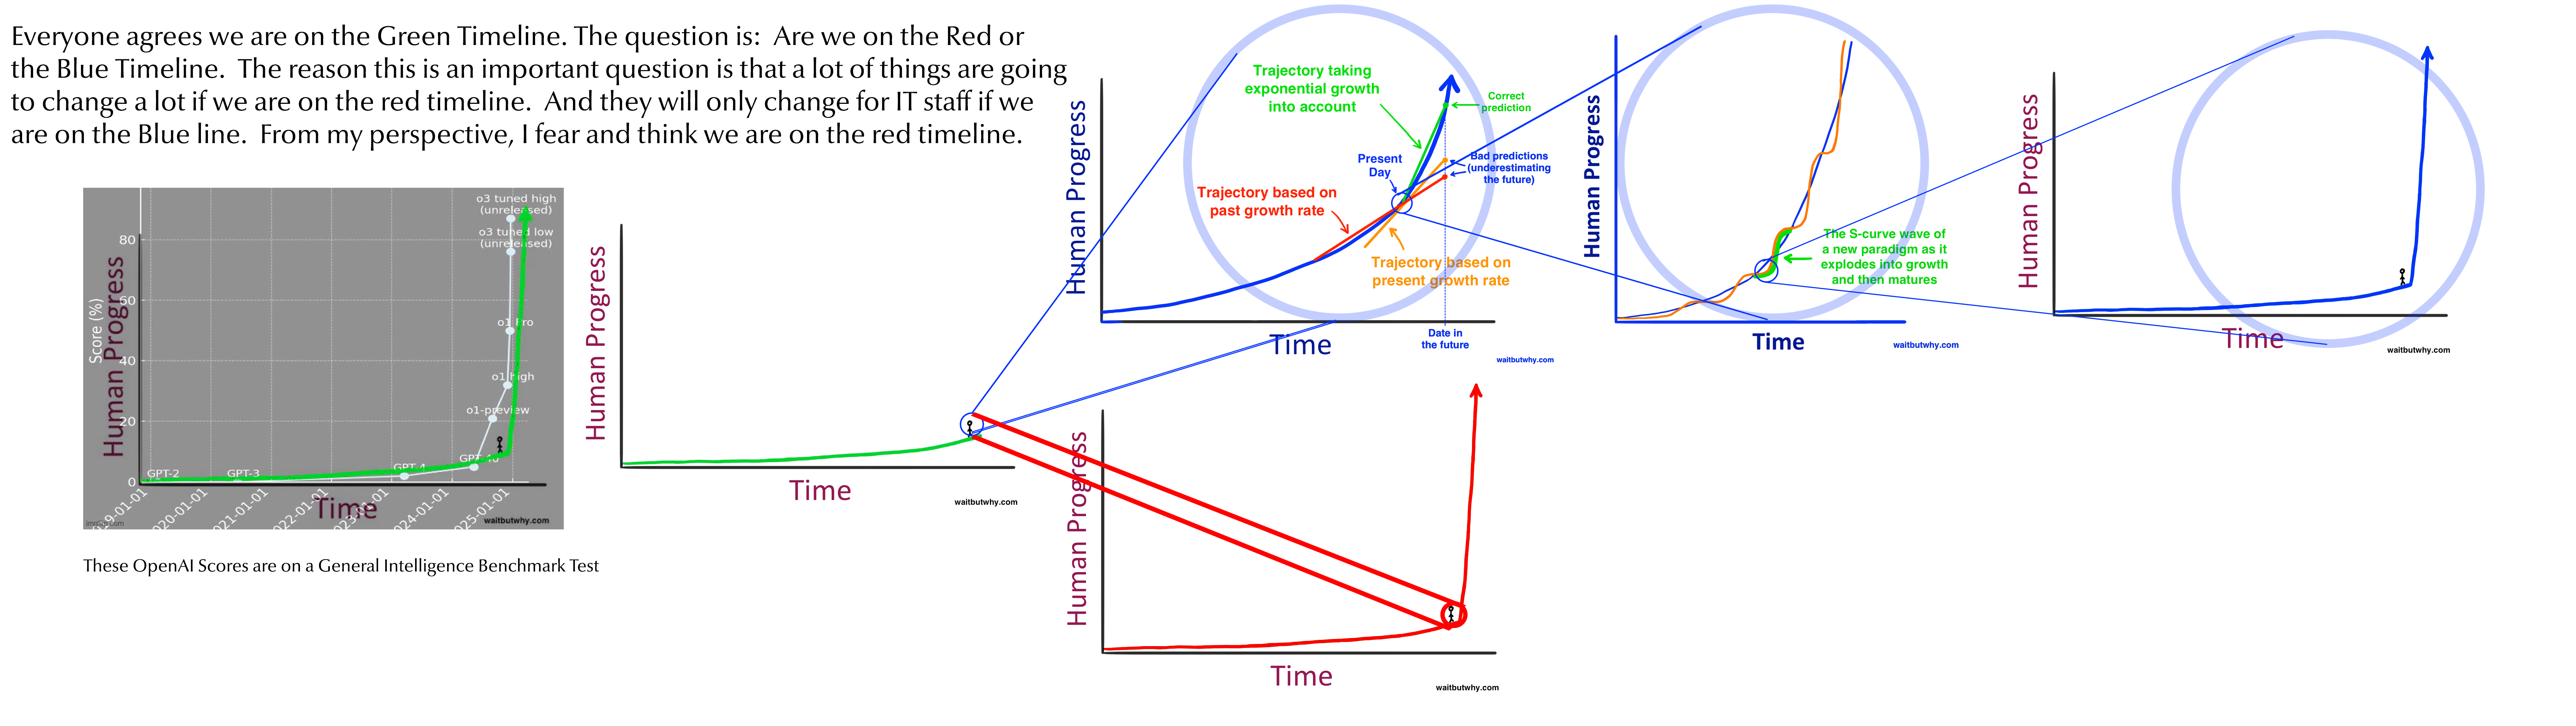 Everyone agrees we are on the Green Timeline. The question is:  Are we on the Red or
the Blue Timeline.  The reason this is an important question is that a lot of things are going
to change a lot if we are on the red timeline.  And they will only change for IT staff if we
are on the Blue line.  From my perspective, I fear and think we are on the red timeline.
o3 tuned high
(unreleased)
o3 tuned low
(unreleased)
o1 Pro
o1 high
o1-preview
GPT-4o
GPT-4
GPT-3
GPT-2
80
60
40
20
0
Score (%)
Human Progress
19-01-01
020-01-01
021-01-01
022-01-01
023-01-01
024-01-01
025-01-01
Time
waitbutwhy.com
These OpenAI Scores are on a General Intelligence Benchmark Test
Human Progress
Time
waitbutwhy.com
Human Progress
Trajectory taking
exponential growth
into account
Correct
prediction
Present
Day
Bad predictions
(underestimating
the future)
Trajectory based on
past growth rate
Trajectory based on
present growth rate
Date in
the future
Time
waitbutwhy.com
Human Progress
The S-curve wave of
a new paradigm as it
explodes into growth
and then matures
Time
waitbutwhy.com
Human Progress
Time
waitbutwhy.com
Human Progress
Time
waitbutwhy.com